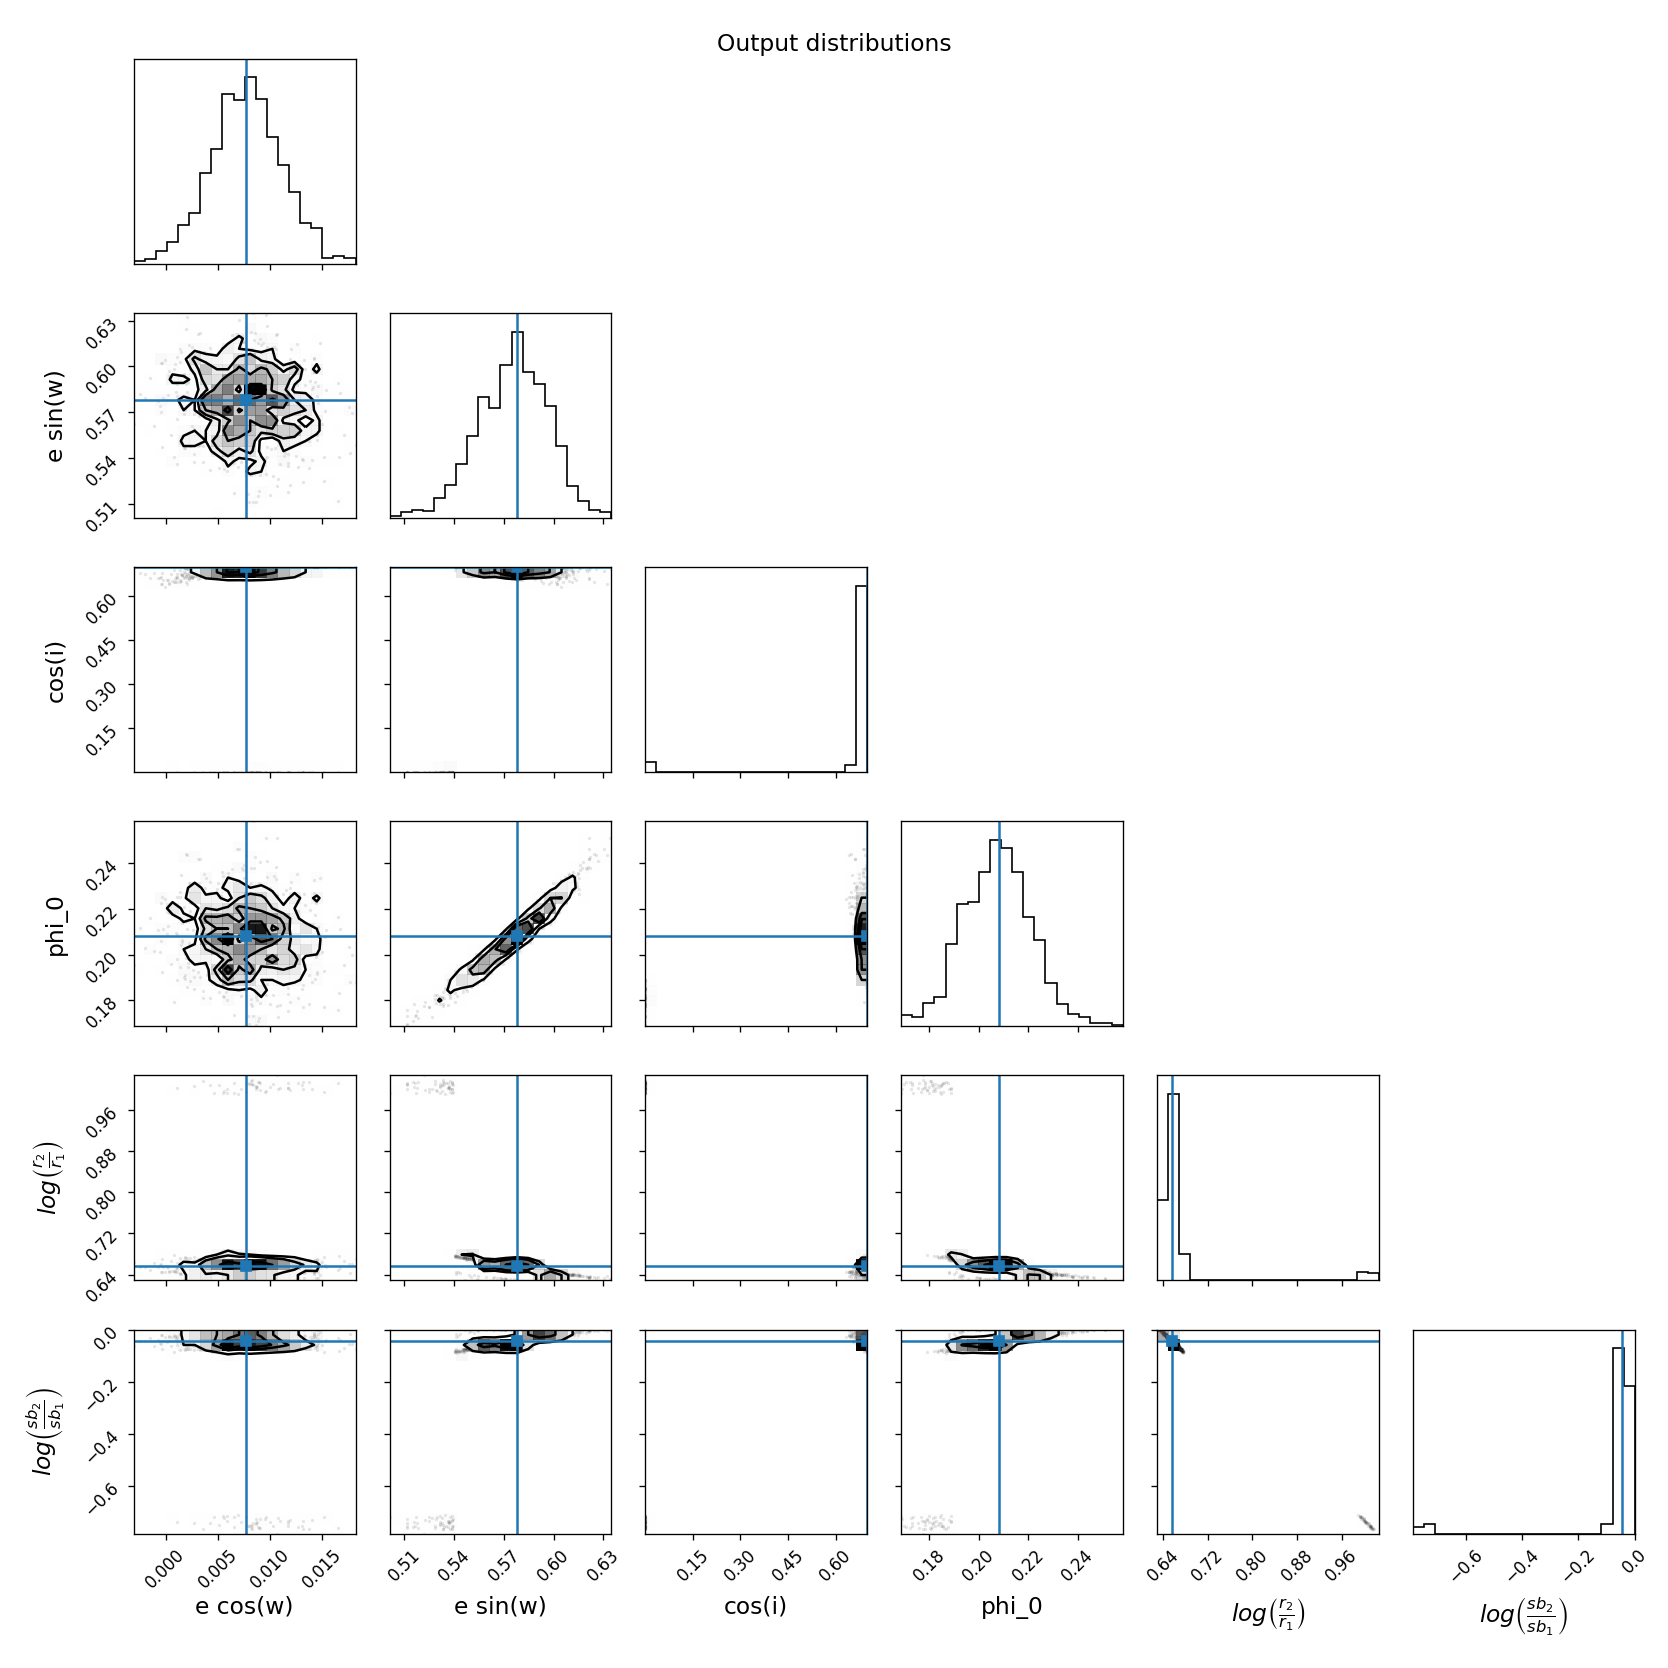 Output distributions
e sin(w)
0.63
0.60
0.57
0.54
0.51
cos(i)
0.60
0.45
0.30
0.15
phi_0
0.24
0.22
0.20
0.18
log(r₂/r₁)
0.96
0.88
0.80
0.72
0.64
log(sb₂/sb₁)
0.0
−0.2
−0.4
−0.6
0.000 0.005 0.010 0.015 0.51 0.54 0.57 0.60 0.63 0.15 0.30 0.45 0.60 0.18 0.20 0.22 0.24 0.64 0.72 0.80 0.88 0.96 −0.6 −0.4 −0.2 0.0
e cos(w) e sin(w) cos(i) phi_0 log(r₂/r₁) log(sb₂/sb₁)